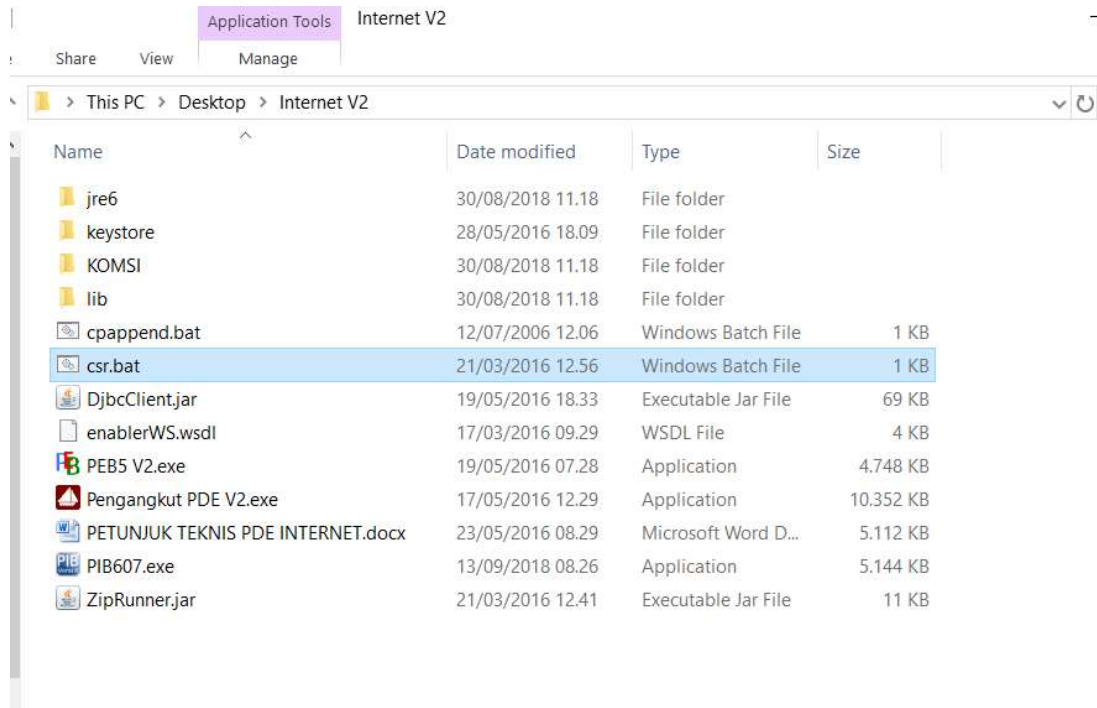 Application Tools Internet V2
Share View Manage
This PC > Desktop > Internet V2
Name Date modified Type Size
jre6 30/08/2018 11.18 File folder
keystore 28/05/2016 18.09 File folder
KOMSI 30/08/2018 11.18 File folder
lib 30/08/2018 11.18 File folder
cpappend.bat 12/07/2006 12.06 Windows Batch File 1 KB
csr.bat 21/03/2016 12.56 Windows Batch File 1 KB
DjbcClient.jar 19/05/2016 18.33 Executable Jar File 69 KB
enablerWS.wsdl 17/03/2016 09.29 WSDL File 4 KB
PEB5 V2.exe 19/05/2016 07.28 Application 4.748 KB
Pengangkut PDE V2.exe 17/05/2016 12.29 Application 10.352 KB
PETUNJUK TEKNIS PDE INTERNET.docx 23/05/2016 08.29 Microsoft Word D... 5.112 KB
PIB607.exe 13/09/2018 08.26 Application 5.144 KB
ZipRunner.jar 21/03/2016 12.41 Executable Jar File 11 KB